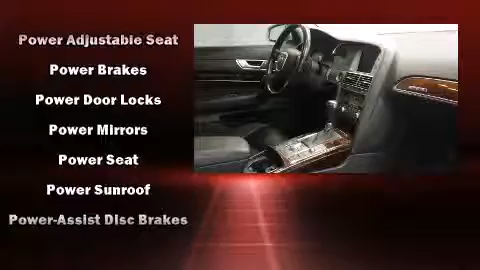 Power Adjustable Seat
Power Brakes
Power Door Locks
Power Mirrors
Power Seat
Power Sunroof
Power-Assist Disc Brakes